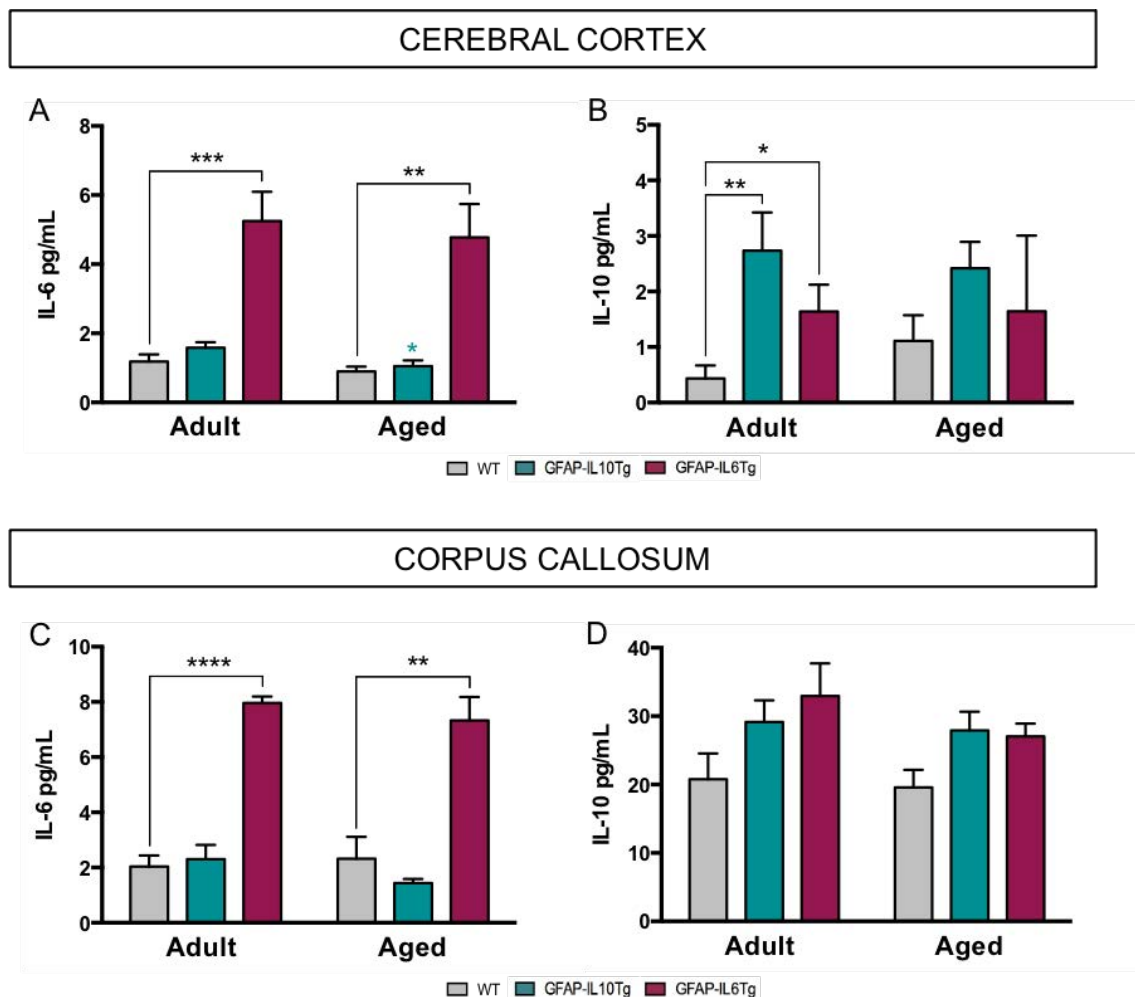 CEREBRAL CORTEX
A
IL-6 pg/mL
8
6
4
2
0
***
**
*
Adult
Aged
B
IL-10 pg/mL
5
4
3
2
1
0
*
**
Adult
Aged
WT GFAP-IL10Tg GFAP-IL6Tg
CORPUS CALLOSUM
C
IL-6 pg/mL
10
8
6
4
2
0
****
**
Adult
Aged
D
IL-10 pg/mL
40
30
20
10
0
Adult
Aged
WT GFAP-IL10Tg GFAP-IL6Tg